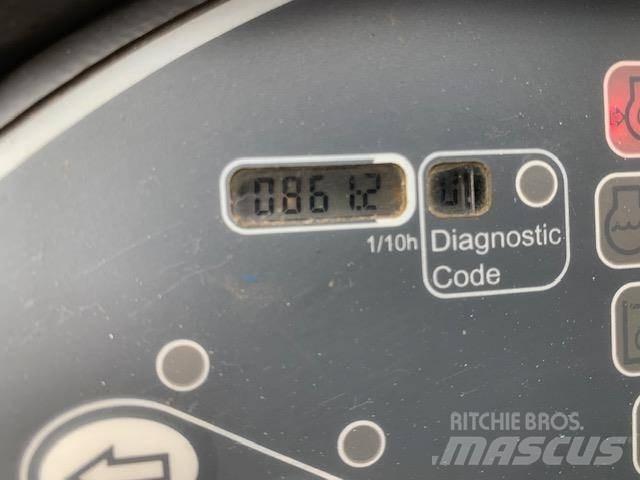 0861.2
1/10h
Diagnostic
Code
RITCHIE BROS.
MASCUS